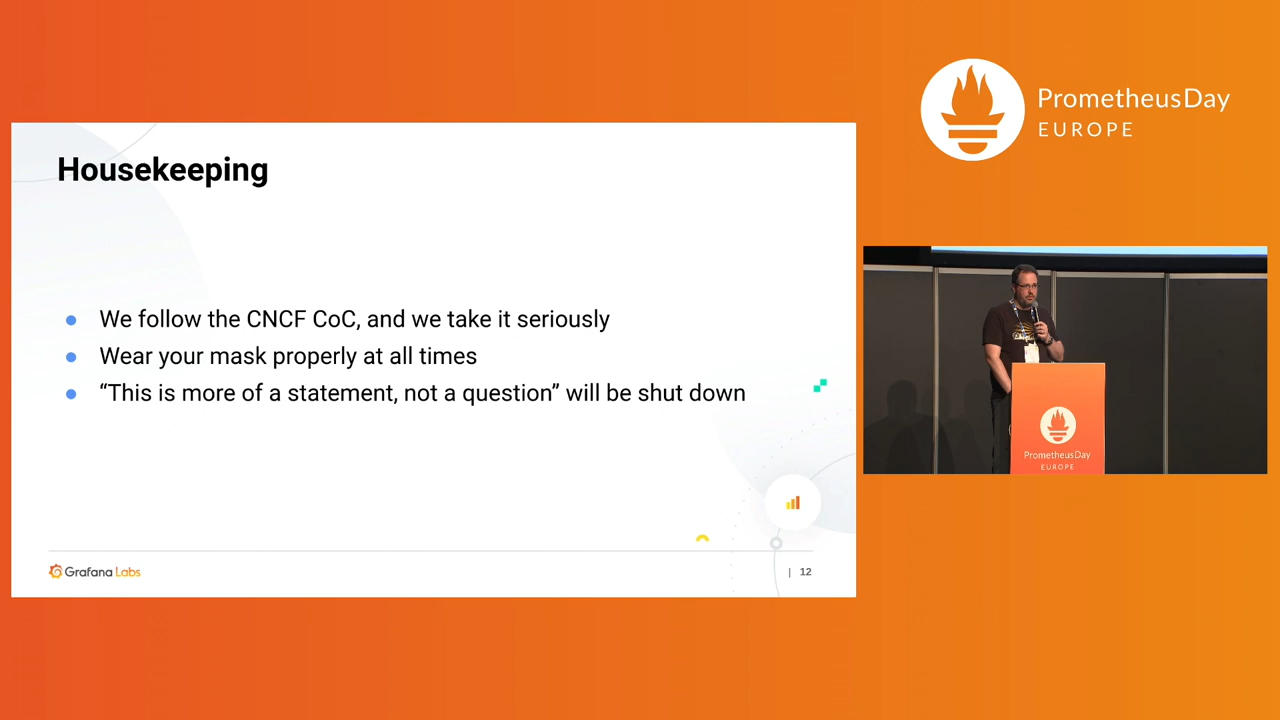 PrometheusDay
EUROPE
Housekeeping
We follow the CNCF CoC, and we take it seriously
Wear your mask properly at all times
“This is more of a statement, not a question” will be shut down
Grafana Labs
| 12
PrometheusDay
EUROPE